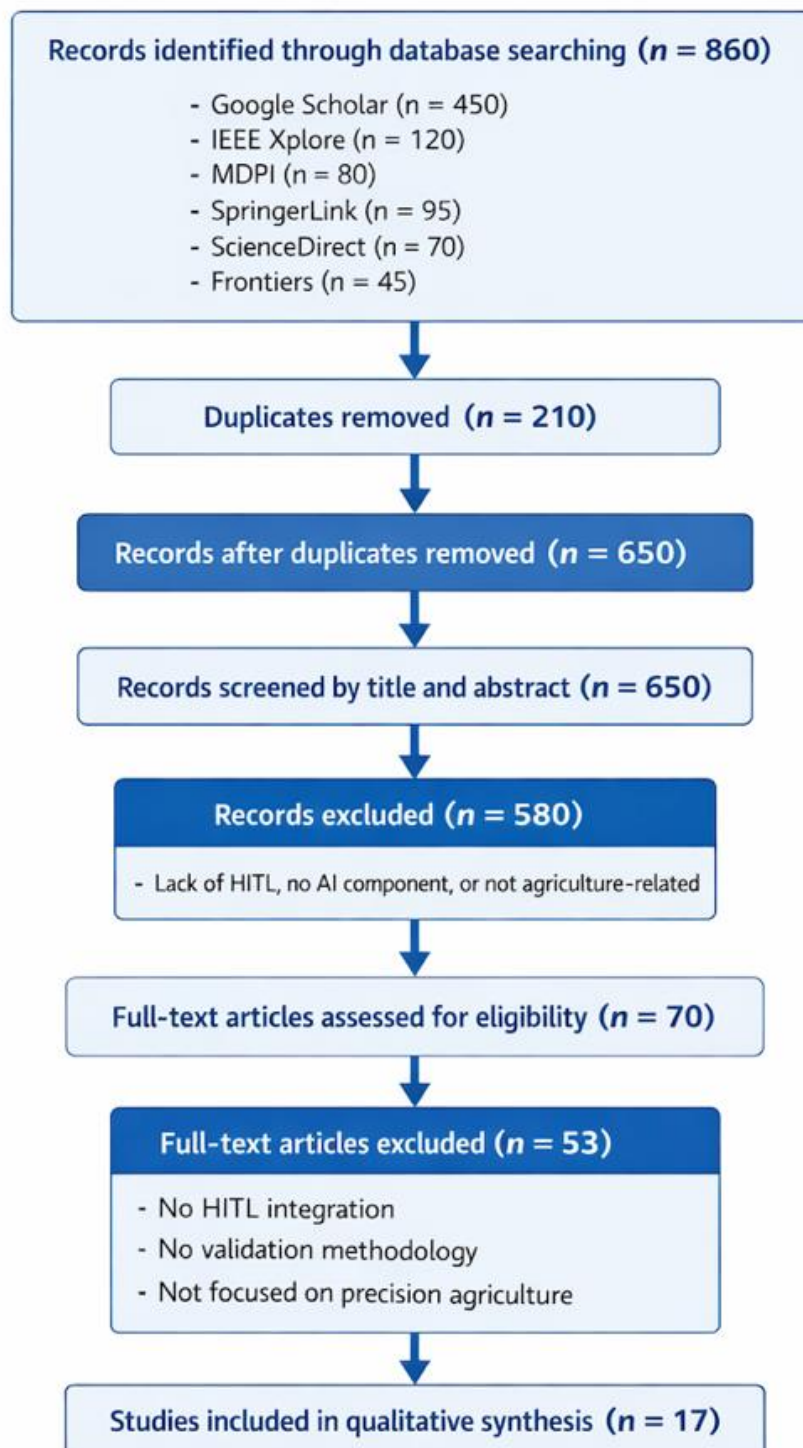 Records identified through database searching (n = 860)
- Google Scholar (n = 450)
- IEEE Xplore (n = 120)
- MDPI (n = 80)
- SpringerLink (n = 95)
- ScienceDirect (n = 70)
- Frontiers (n = 45)
Duplicates removed (n = 210)
Records after duplicates removed (n = 650)
Records screened by title and abstract (n = 650)
Records excluded (n = 580)
- Lack of HITL, no AI component, or not agriculture-related
Full-text articles assessed for eligibility (n = 70)
Full-text articles excluded (n = 53)
- No HITL integration
- No validation methodology
- Not focused on precision agriculture
Studies included in qualitative synthesis (n = 17)